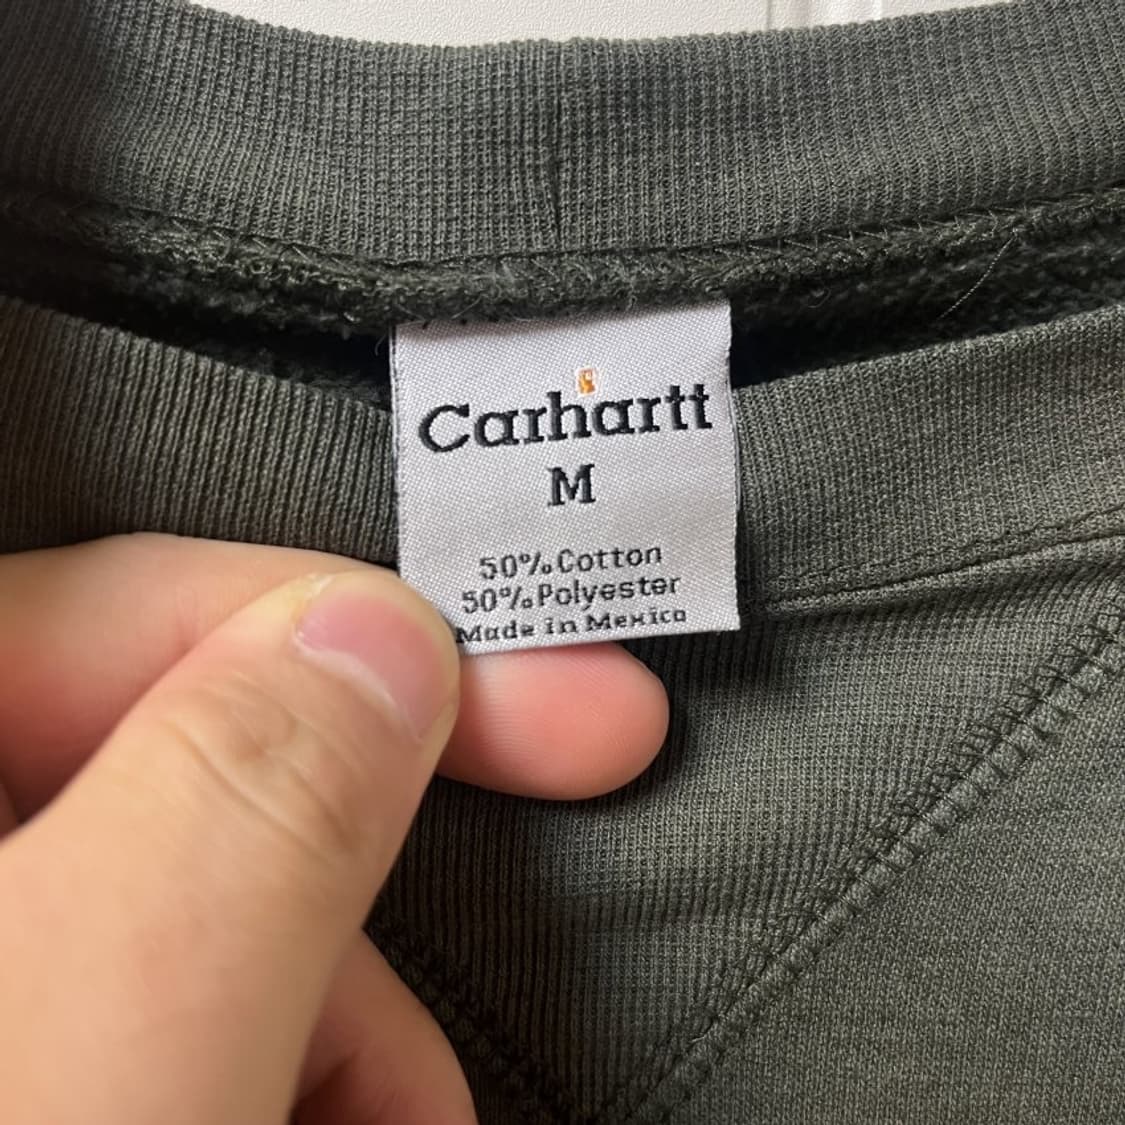 Carhartt
M
50% Cotton
50% Polyester
Made in Mexico